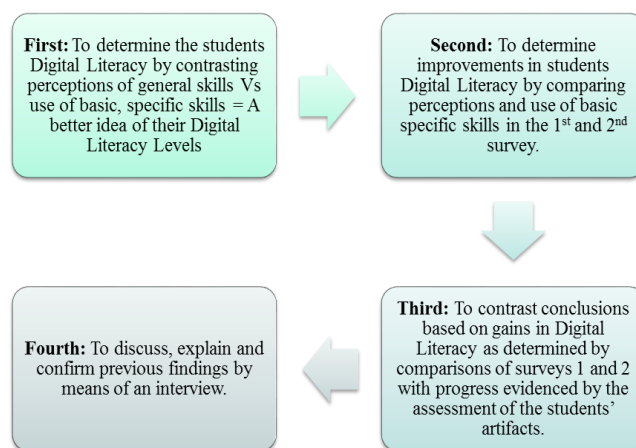 First: To determine the students
Digital Literacy by contrasting
perceptions of general skills Vs
use of basic, specific skills = A
better idea of their Digital
Literacy Levels
Second: To determine
improvements in students
Digital Literacy by comparing
perceptions and use of basic
specific skills in the 1st and 2nd
survey.
Third: To contrast conclusions
based on gains in Digital
Literacy as determined by
comparisons of surveys 1 and 2
with progress evidenced by the
assessment of the students’
artifacts.
Fourth: To discuss, explain and
confirm previous findings by
means of an interview.